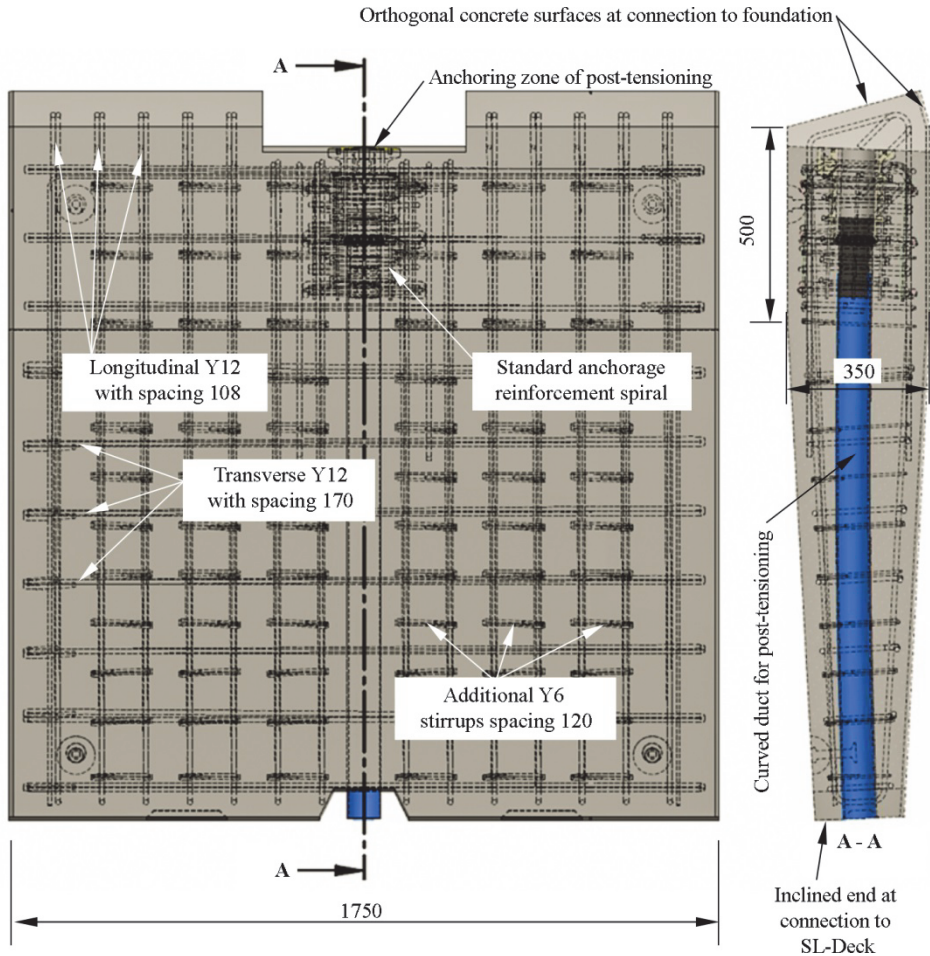 Orthogonal concrete surfaces at connection to foundation
A
Anchoring zone of post-tensioning
500
350
Longitudinal Y12
with spacing 108
Standard anchorage
reinforcement spiral
Transverse Y12
with spacing 170
Additional Y6
stirrups spacing 120
Curved duct for post-tensioning
A
A - A
1750
Inclined end at
connection to
SL-Deck